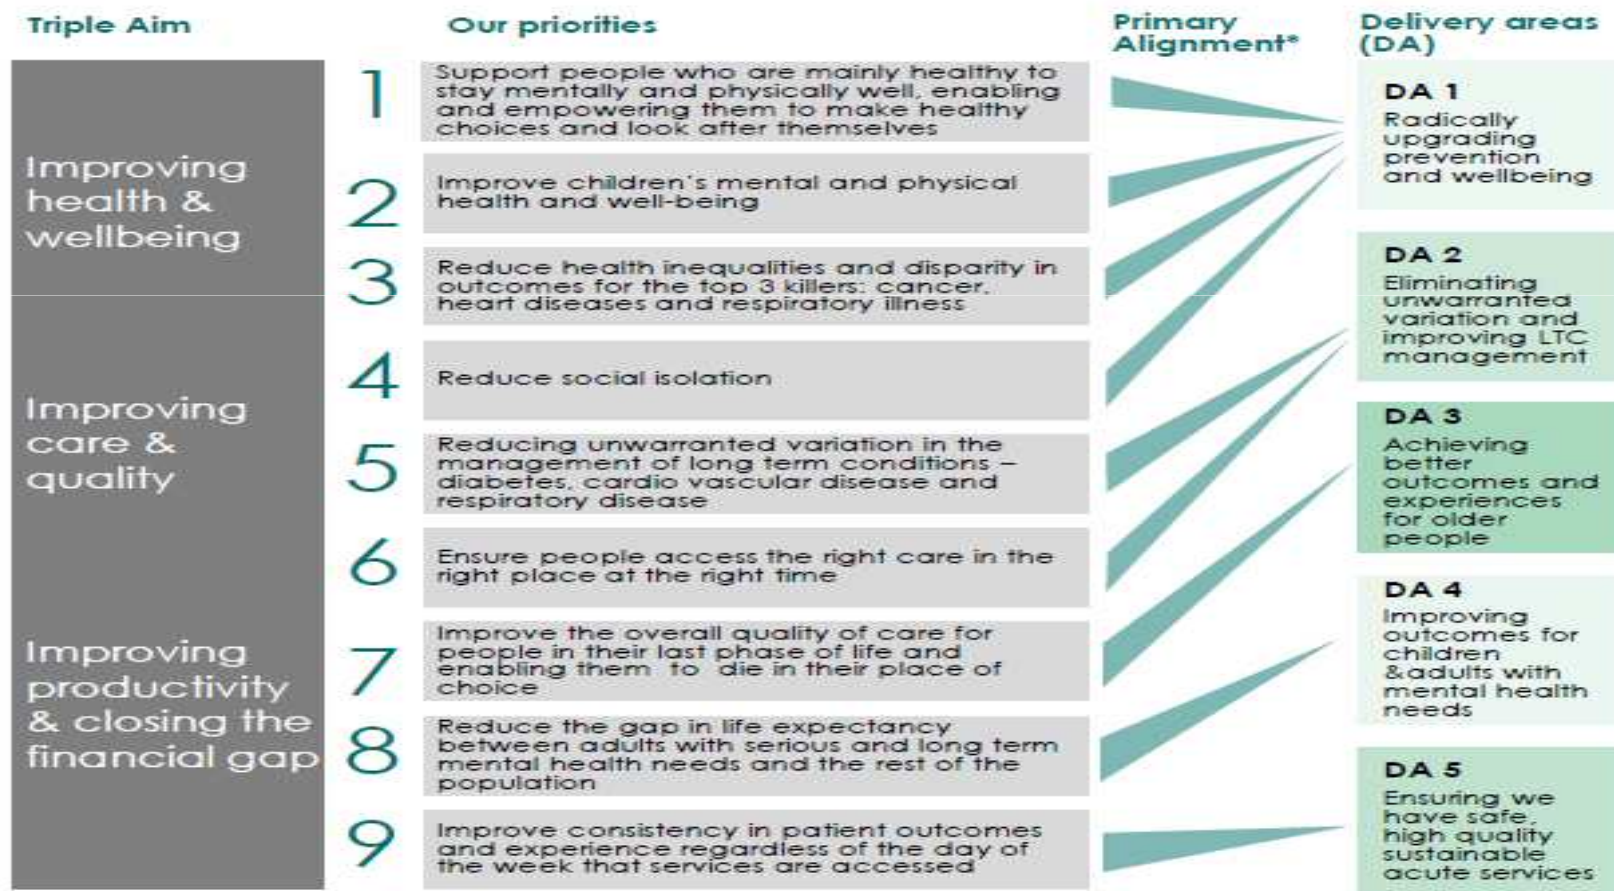 Triple Aim
Our priorities
Primary
Alignment*
Delivery areas
(DA)
Improving
health &
wellbeing
Improving
care &
quality
Improving
productivity
& closing the
financial gap
1
Support people who are mainly healthy to
stay mentally and physically well, enabling
and empowering them to make healthy
choices and look after themselves
2
Improve children's mental and physical
health and well-being
3
Reduce health inequalities and disparity in
outcomes for the top 3 killers: cancer,
heart diseases and respiratory illness
4
Reduce social isolation
5
Reducing unwarranted variation in the
management of long term conditions –
diabetes, cardio vascular disease and
respiratory disease
6
Ensure people access the right care in the
right place at the right time
7
Improve the overall quality of care for
people in their last phase of life and
enabling them to die in their place of
choice
8
Reduce the gap in life expectancy
between adults with serious and long term
mental health needs and the rest of the
population
9
Improve consistency in patient outcomes
and experience regardless of the day of
the week that services are accessed
DA 1
Radically
upgrading
prevention
and wellbeing
DA 2
Eliminating
unwarranted
variation and
improving LTC
management
DA 3
Achieving
better
outcomes and
experiences
for older
people
DA 4
Improving
outcomes for
children
&adults with
mental health
needs
DA 5
Ensuring we
have safe,
high quality
sustainable
acute services